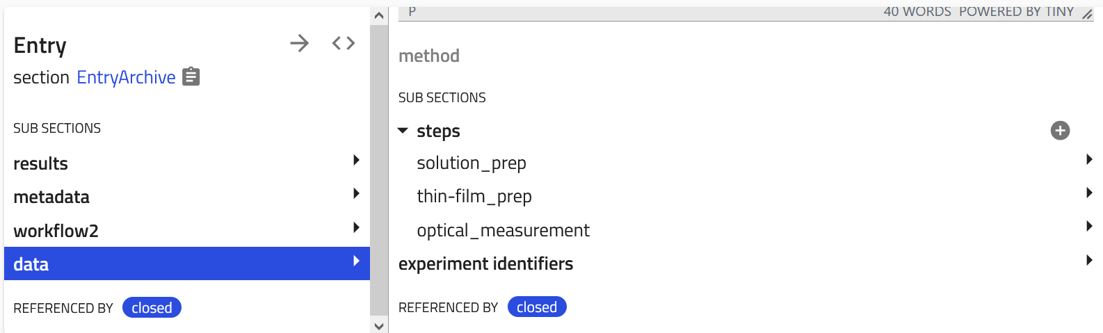 Entry
section EntryArchive
SUB SECTIONS
results
metadata
workflow2
data
REFERENCED BY closed
P 40 WORDS POWERED BY TINY
method
SUB SECTIONS
steps
solution_prep
thin-film_prep
optical_measurement
experiment identifiers
REFERENCED BY closed